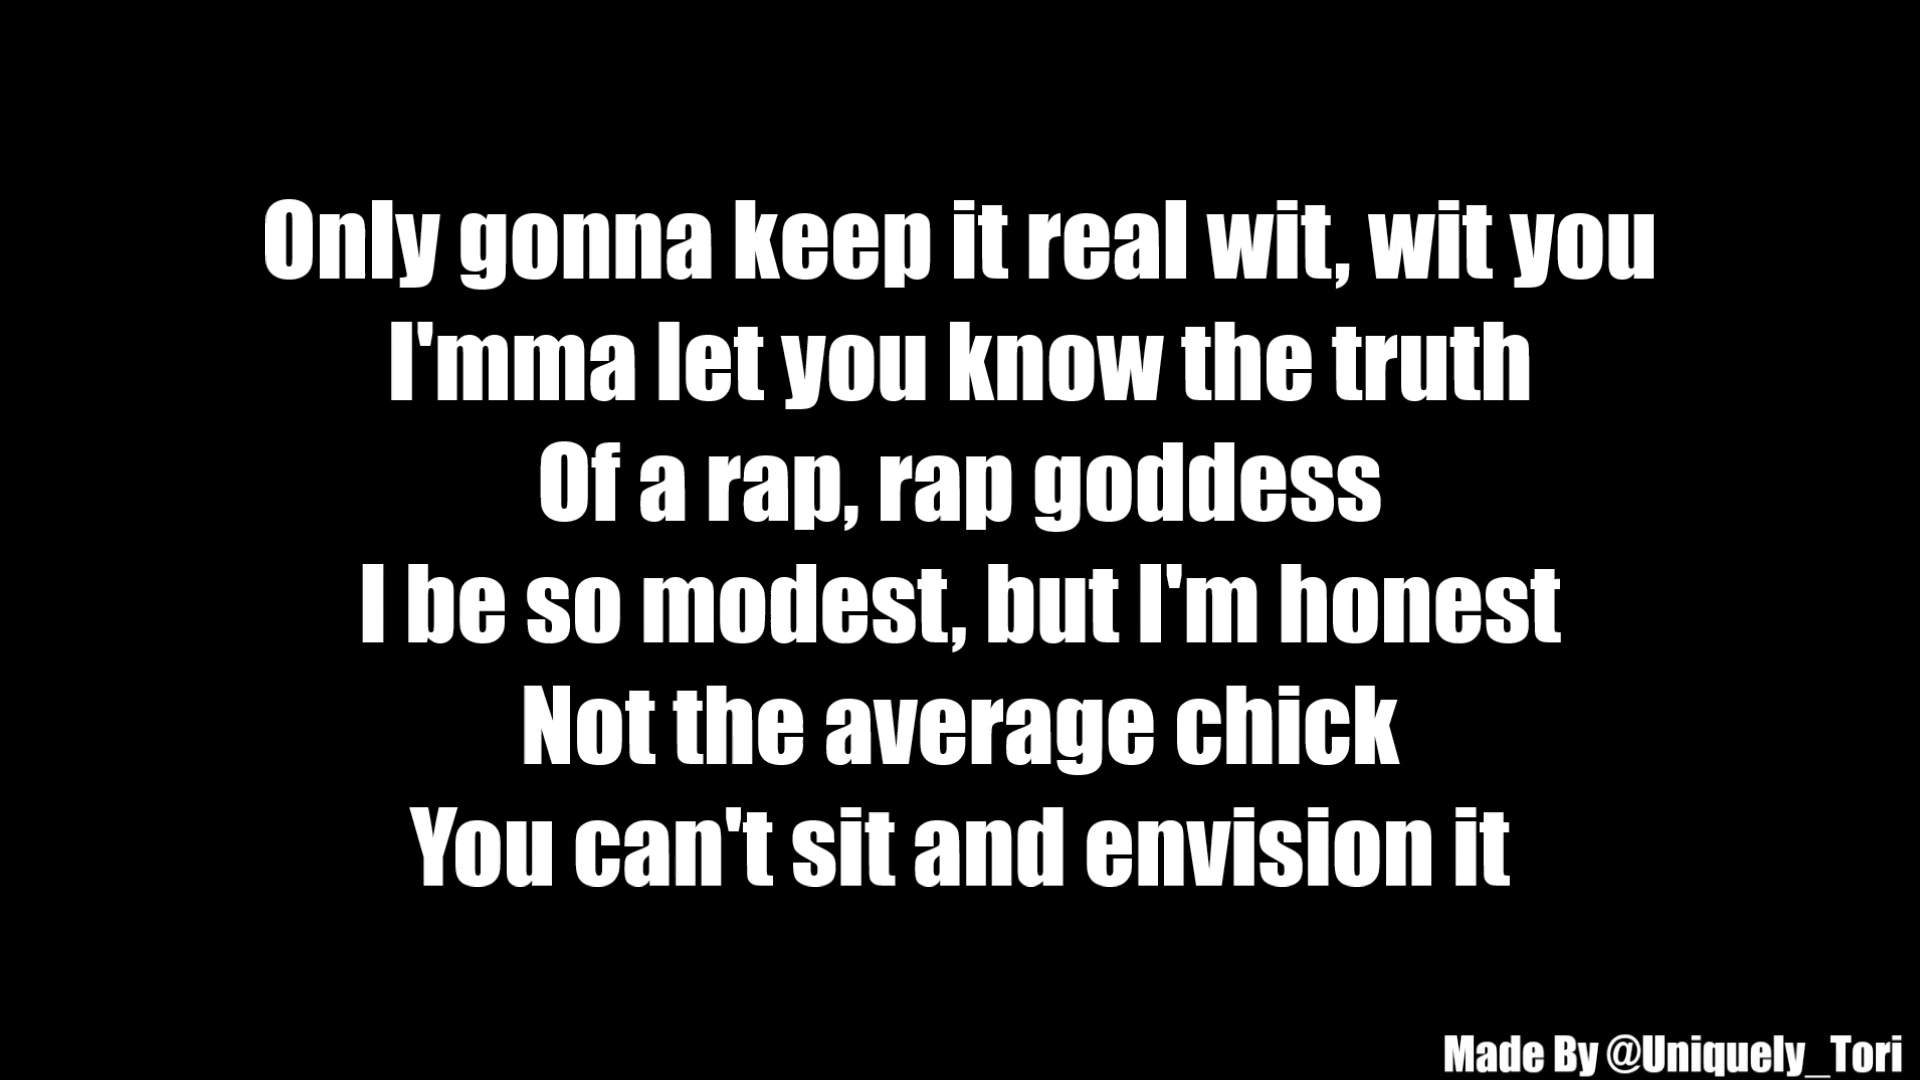 Only gonna keep it real wit, wit you
I'mma let you know the truth
Of a rap, rap goddess
I be so modest, but I'm honest
Not the average chick
You can't sit and envision it
Made By @Uniquely_Tori